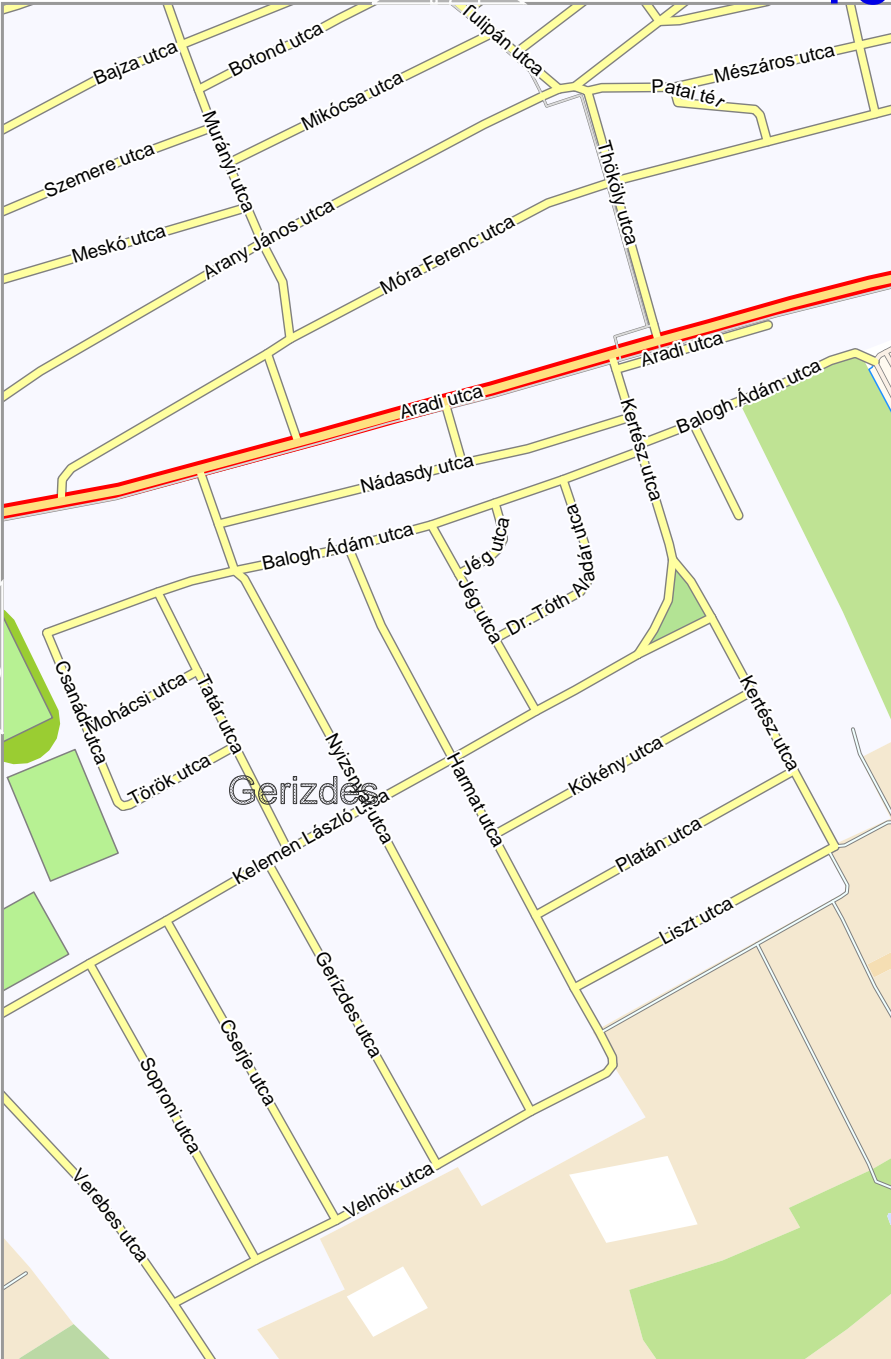 Tulipán utca
Bajza utca
Botond utca
Mészáros utca
Mikócsa utca
Patai tér
Murányi utca
Szemere utca
Thököly utca
Meskó utca
Arany János utca
Móra Ferenc utca
Aradi utca
Aradi utca
Balogh Ádám utca
Kertész utca
Nádasdy utca
Balogh Ádám utca
Jég utca
Dr. Tóth Aladár utca
Jég utca
Csanádi utca
Mohácsi utca
Tatár utca
Kertész utca
Török utca
Gerizdes
Harmat utca
Kökény utca
Kelemen László utca
Platán utca
Liszt utca
Gerizdes utca
Cserje utca
Soproni utca
Velnök utca
Verebes utca